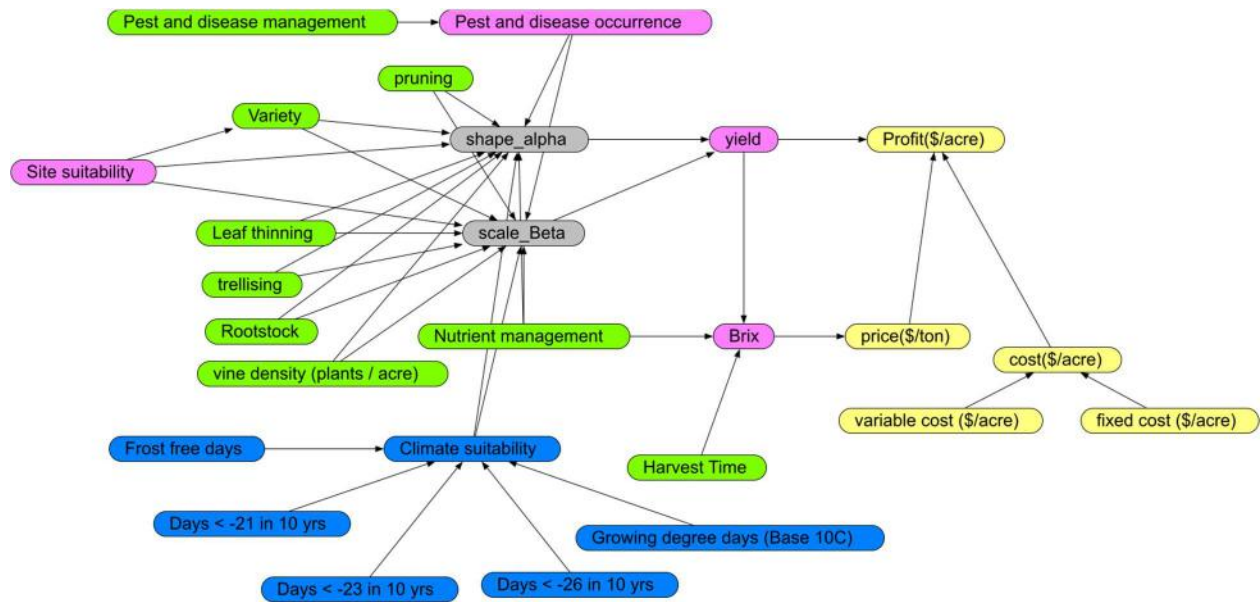 Pest and disease management
Pest and disease occurrence
pruning
Variety
shape_alpha
yield
Profit($/acre)
Site suitability
Leaf thinning
scale_Beta
trellising
Rootstock
Nutrient management
Brix
price($/ton)
cost($/acre)
vine density (plants / acre)
variable cost ($/acre)
fixed cost ($/acre)
Frost free days
Climate suitability
Harvest Time
Days < -21 in 10 yrs
Growing degree days (Base 10C)
Days < -23 in 10 yrs
Days < -26 in 10 yrs